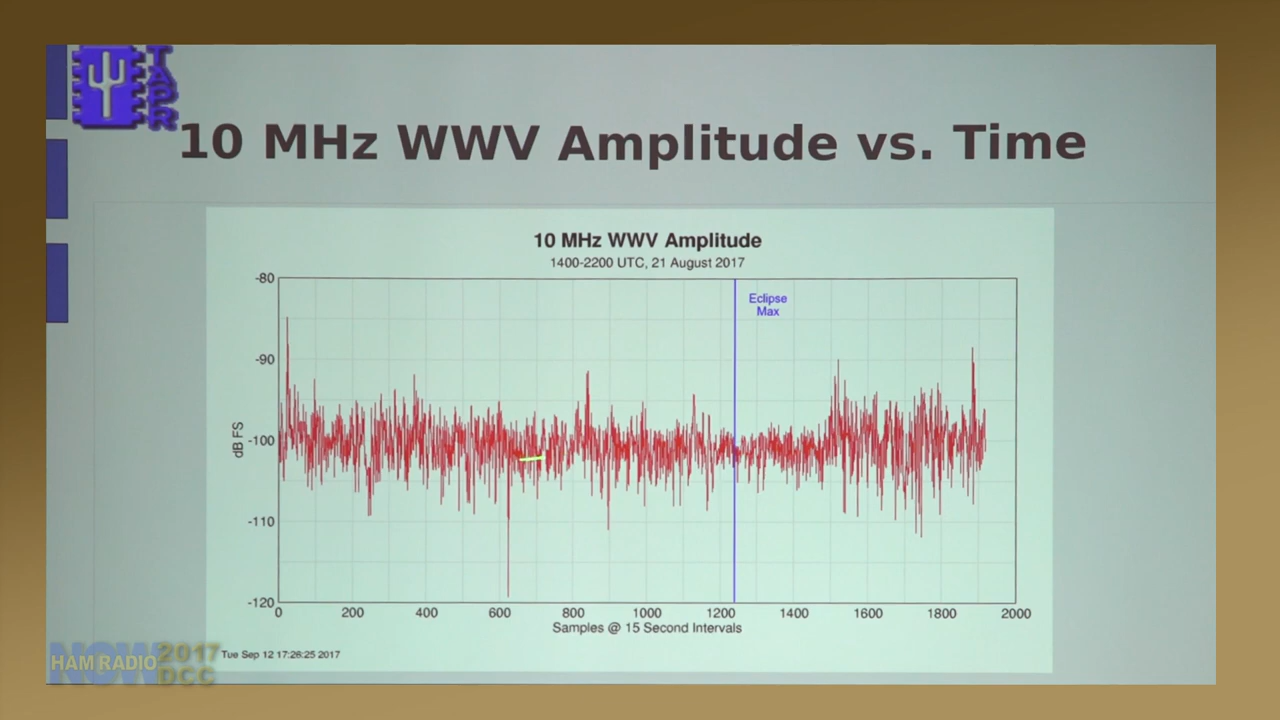 TAPR
10 MHz WWV Amplitude vs. Time
10 MHz WWV Amplitude
1400-2200 UTC, 21 August 2017
Eclipse
Max
dB FS
-80
-90
-100
-110
-120
0 200 400 600 800 1000 1200 1400 1600 1800 2000
Samples @ 15 Second Intervals
Tue Sep 12 17:26:25 2017
NOW
HAM RADIO
2017
DCC